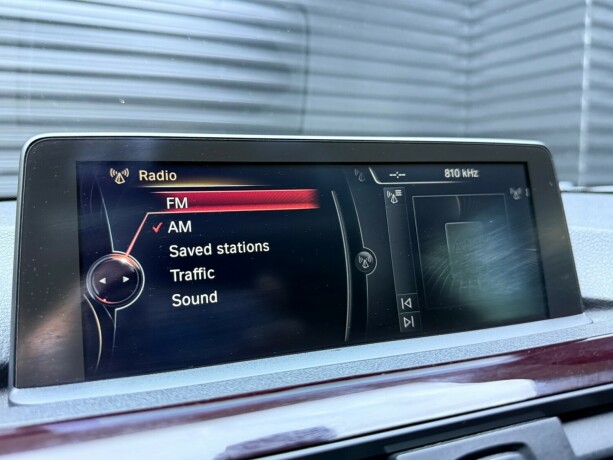 Radio
FM
AM
Saved stations
Traffic
Sound
--:-- 810 kHz